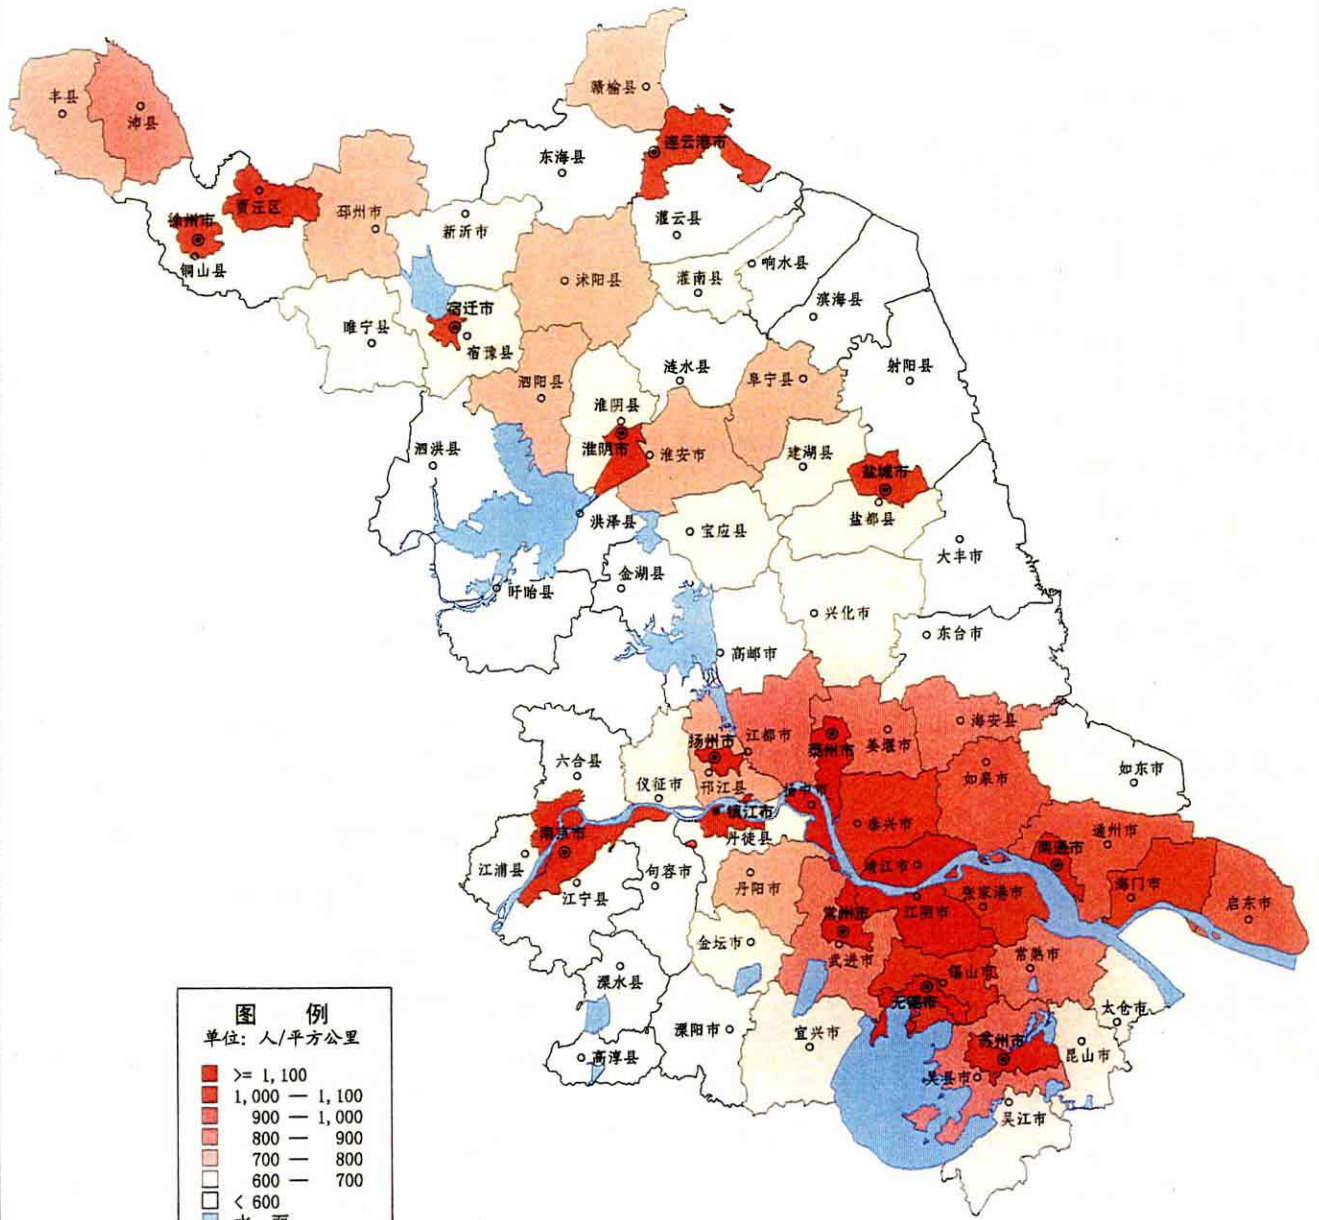 赣榆县
丰县
沛县
连云港市
东海县
贾汪区
邳州市
徐州市
新沂市
灌云县
铜山县
沭阳县
灌南县
响水县
滨海县
宿迁市
睢宁县
宿豫县
涟水县
射阳县
泗阳县
阜宁县
淮阴县
淮阴市
淮安市
泗洪县
建湖县
盐城市
洪泽县
宝应县
盐都县
大丰市
金湖县
盱眙县
兴化市
东台市
高邮市
海安县
江都市
姜堰市
扬州市
泰州市
六合县
如东市
如皋市
仪征市
邗江县
扬中市
镇江市
泰兴市
通州市
南京市
丹徒县
南通市
江浦县
句容市
靖江市
海门市
江宁县
丹阳市
张家港市
启东市
常州市
江阴市
金坛市
武进市
常熟市
锡山市
溧水县
无锡市
太仓市
溧阳市
宜兴市
苏州市
高淳县
昆山市
吴县市
吴江市
图 例
单位: 人/平方公里
>= 1,100
1,000 — 1,100
900 — 1,000
800 — 900
700 — 800
600 — 700
< 600
水 面